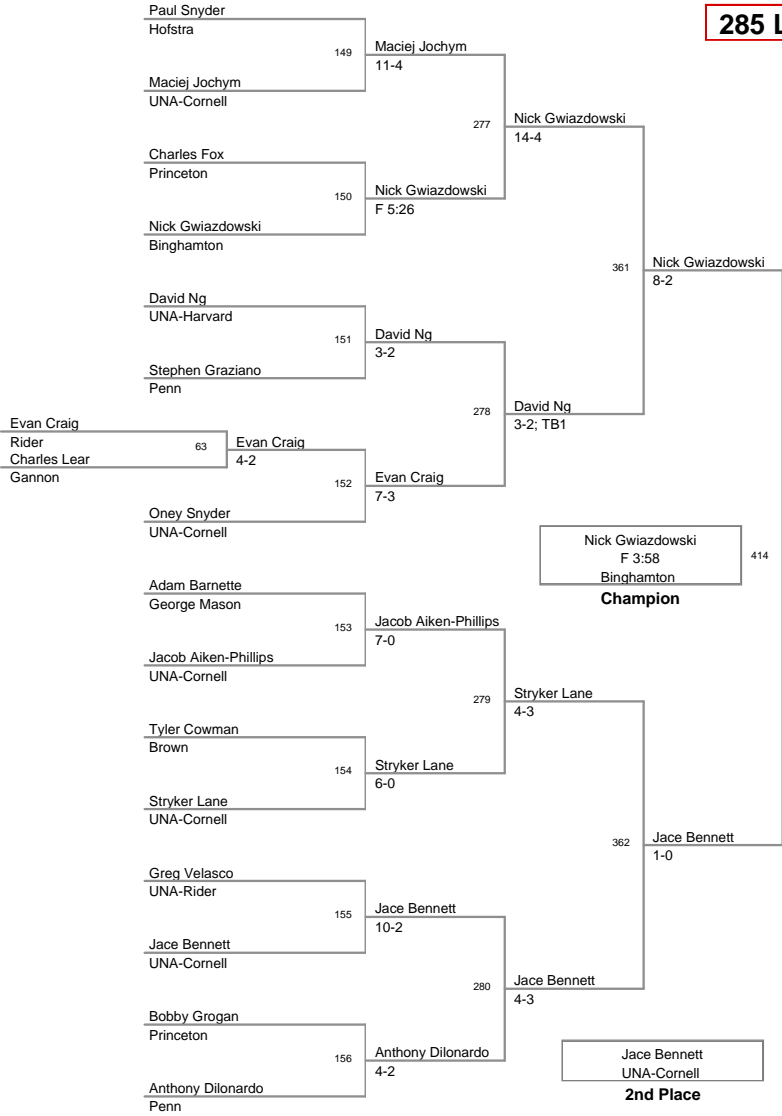 Paul Snyder
285 L
Hofstra
149
Maciej Jochym
11-4
Maciej Jochym
UNA-Cornell
277
Nick Gwiazdowski
14-4
Charles Fox
Princeton
150
Nick Gwiazdowski
F 5:26
Nick Gwiazdowski
Binghamton
361
Nick Gwiazdowski
8-2
David Ng
UNA-Harvard
151
David Ng
3-2
Stephen Graziano
Penn
278
David Ng
3-2; TB1
Evan Craig
Rider
63
Evan Craig
4-2
Charles Lear
Gannon
152
Evan Craig
7-3
Oney Snyder
UNA-Cornell
Nick Gwiazdowski
F 3:58
Binghamton
414
Champion
Adam Barnette
George Mason
153
Jacob Aiken-Phillips
7-0
Jacob Aiken-Phillips
UNA-Cornell
279
Stryker Lane
4-3
Tyler Cowman
Brown
154
Stryker Lane
6-0
Stryker Lane
UNA-Cornell
362
Jace Bennett
1-0
Greg Velasco
UNA-Rider
155
Jace Bennett
10-2
Jace Bennett
UNA-Cornell
280
Jace Bennett
4-3
Bobby Grogan
Princeton
156
Anthony Dilonardo
4-2
Anthony Dilonardo
Penn
Jace Bennett
UNA-Cornell
2nd Place